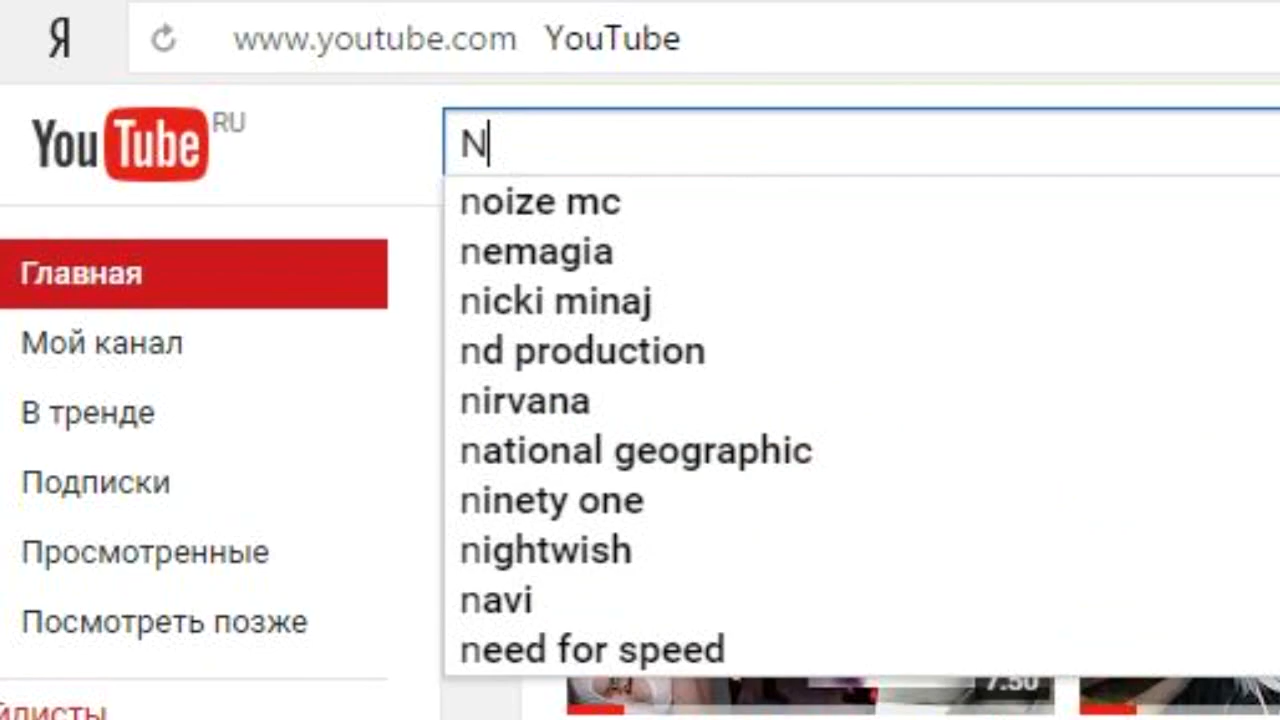 Я www.youtube.com YouTube
YouTube RU
N
noize mc
nemagia
nicki minaj
nd production
nirvana
national geographic
ninety one
nightwish
navi
need for speed
Главная
Мой канал
В тренде
Подписки
Просмотренные
Посмотреть позже
7:50